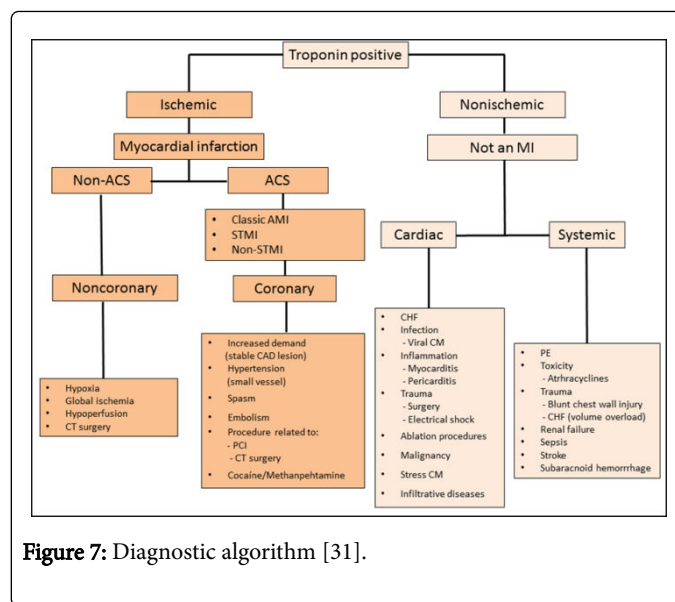 Troponin positive
Ischemic
Nonischemic
Myocardial infarction
Not an MI
Non-ACS
ACS
• Classic AMI
• STMI
• Non-STMI
Cardiac
Systemic
Noncoronary
Coronary
• Hypoxia
• Global ischemia
• Hypoperfusion
• CT surgery
• Increased demand
(stable CAD lesion)
• Hypertension
(small vessel)
• Spasm
• Embolism
• Procedure related to:
- PCI
- CT surgery
• Cocaíne/Methanpehtamine
• CHF
• Infection
- Viral CM
• Inflammation
- Myocarditis
- Pericarditis
• Trauma
- Surgery
- Electrical shock
• Ablation procedures
• Malignancy
• Stress CM
• Infiltrative diseases
• PE
• Toxicity
- Atrhracyclines
• Trauma
- Blunt chest wall injury
- CHF (volume overload)
• Renal failure
• Sepsis
• Stroke
• Subaracnoid hemorrrhage
Figure 7: Diagnostic algorithm [31].